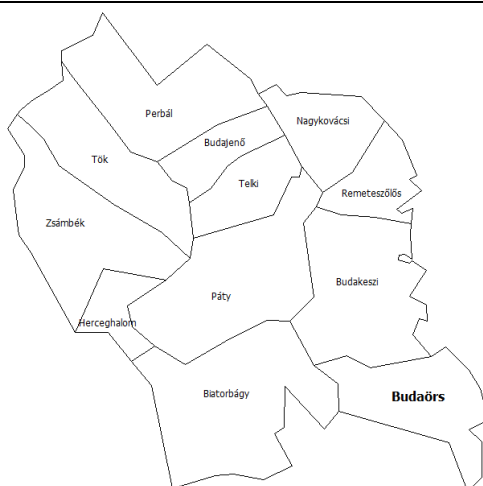 Perbál
Nagykovácsi
Budajenő
Tök
Telki
Remeteszőlős
Zsámbék
Budakeszi
Páty
Herceghalom
Biatorbágy
Budaörs